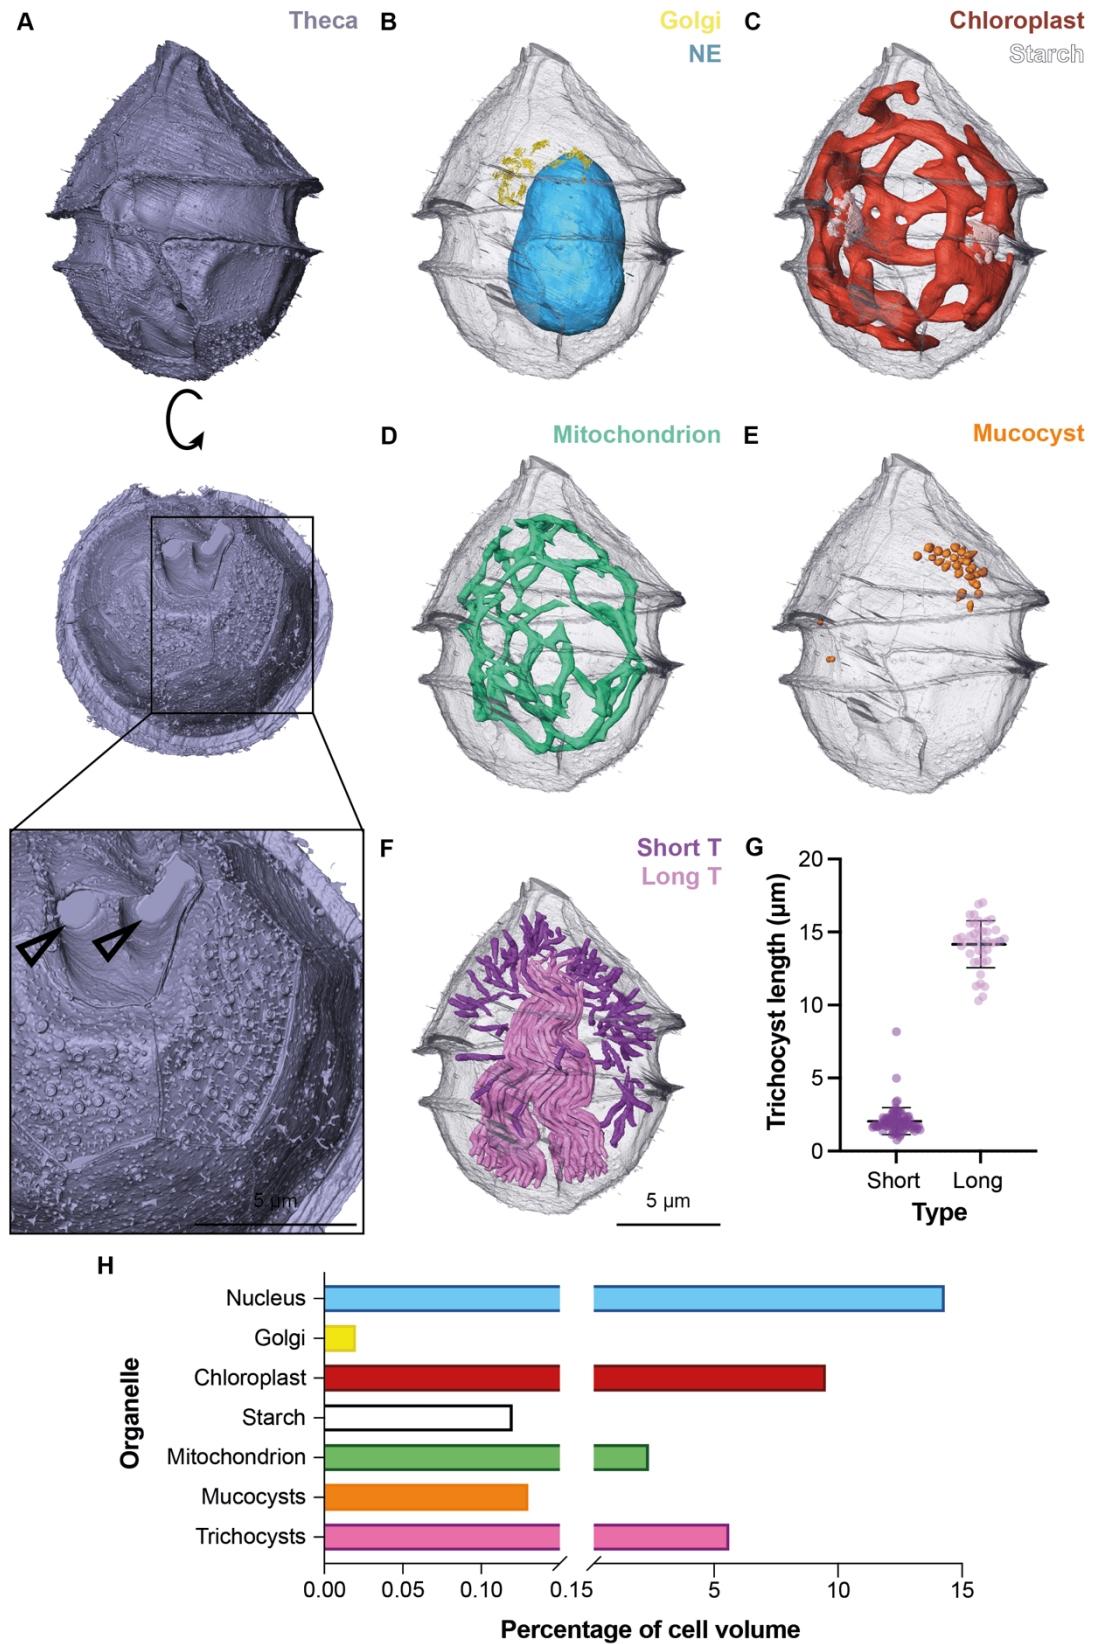 A
Theca
B
Golgi
NE
C
Chloroplast
Starch
D
Mitochondrion
E
Mucocyst
5 µm
F
Short T
Long T
5 µm
G
Trichocyst length (µm)
20
15
10
5
0
Short
Long
Type
H
Organelle
Nucleus
Golgi
Chloroplast
Starch
Mitochondrion
Mucocysts
Trichocysts
0.00 0.05 0.10 0.15 5 10 15
Percentage of cell volume